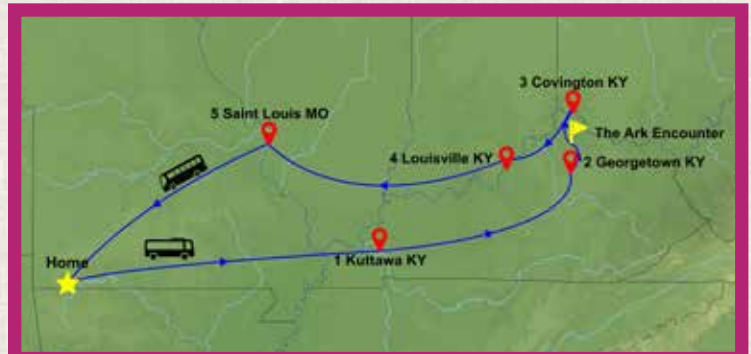 3 Covington KY
5 Saint Louis MO
The Ark Encounter
4 Louisville KY
2 Georgetown KY
Home
1 Kuttawa KY